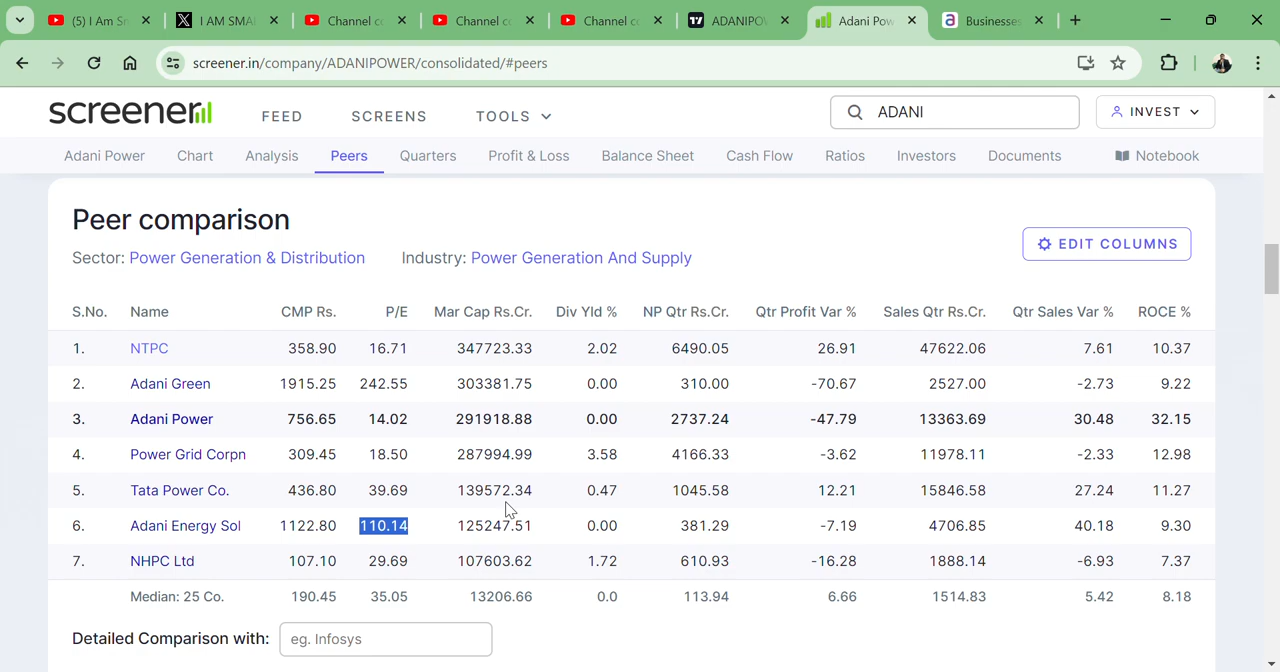 (5) I Am Sm
I AM SMA
Channel co
Channel co
Channel co
ADANIPOV
Adani Pow
Businesse
screener.in/company/ADANIPOWER/consolidated/#peers
screener
FEED
SCREENS
TOOLS
ADANI
INVEST
Adani Power Chart Analysis Peers Quarters Profit & Loss Balance Sheet Cash Flow Ratios Investors Documents Notebook
Peer comparison
EDIT COLUMNS
Sector: Power Generation & Distribution Industry: Power Generation And Supply
S.No. Name CMP Rs. P/E Mar Cap Rs.Cr. Div Yld % NP Qtr Rs.Cr. Qtr Profit Var % Sales Qtr Rs.Cr. Qtr Sales Var % ROCE %
1. NTPC 358.90 16.71 347723.33 2.02 6490.05 26.91 47622.06 7.61 10.37
2. Adani Green 1915.25 242.55 303381.75 0.00 310.00 -70.67 2527.00 -2.73 9.22
3. Adani Power 756.65 14.02 291918.88 0.00 2737.24 -47.79 13363.69 30.48 32.15
4. Power Grid Corpn 309.45 18.50 287994.99 3.58 4166.33 -3.62 11978.11 -2.33 12.98
5. Tata Power Co. 436.80 39.69 139572.34 0.47 1045.58 12.21 15846.58 27.24 11.27
6. Adani Energy Sol 1122.80 110.14 125247.51 0.00 381.29 -7.19 4706.85 40.18 9.30
7. NHPC Ltd 107.10 29.69 107603.62 1.72 610.93 -16.28 1888.14 -6.93 7.37
Median: 25 Co. 190.45 35.05 13206.66 0.0 113.94 6.66 1514.83 5.42 8.18
Detailed Comparison with: eg. Infosys